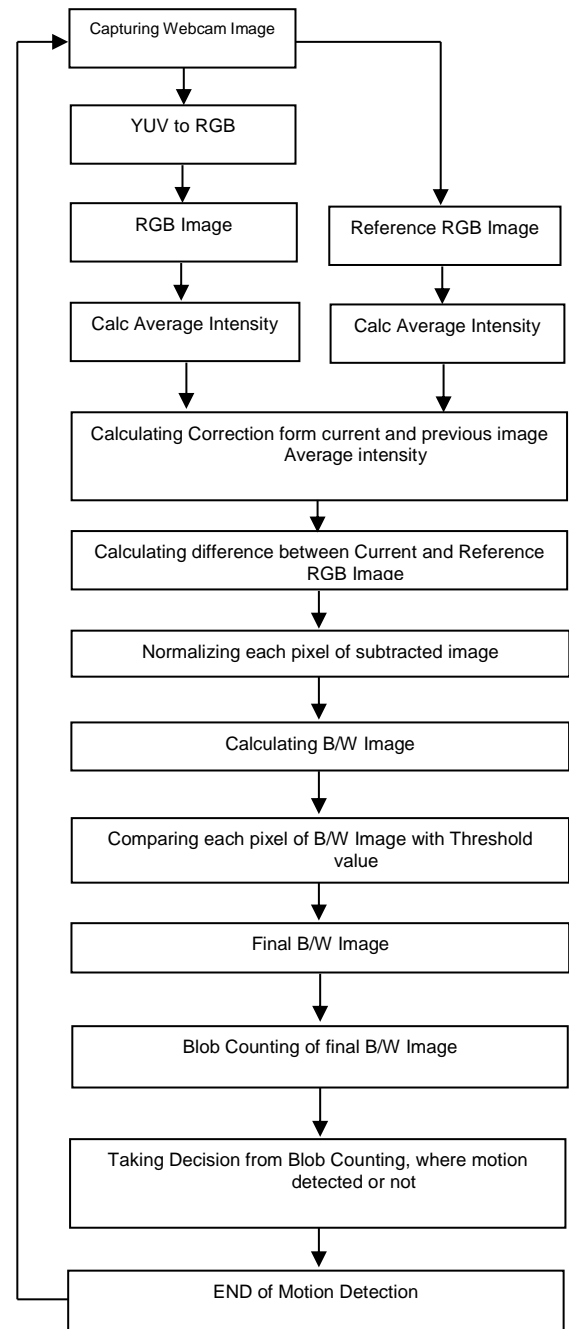 Capturing Webcam Image
YUV to RGB
RGB Image
Reference RGB Image
Calc Average Intensity
Calc Average Intensity
Calculating Correction form current and previous image
Average intensity
Calculating difference between Current and Reference
RGB Image
Normalizing each pixel of subtracted image
Calculating B/W Image
Comparing each pixel of B/W Image with Threshold
value
Final B/W Image
Blob Counting of final B/W Image
Taking Decision from Blob Counting, where motion
detected or not
END of Motion Detection